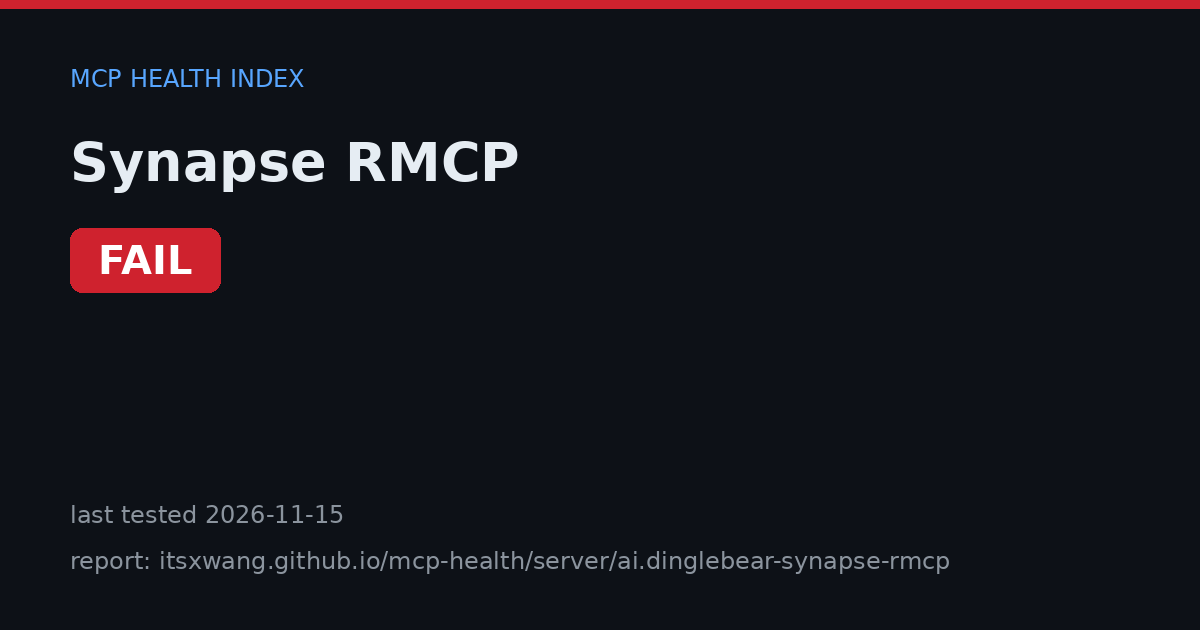 MCP HEALTH INDEX
Synapse RMCP
FAIL
last tested 2026-11-15
report: itsxwang.github.io/mcp-health/server/ai.dinglebear-synapse-rmcp